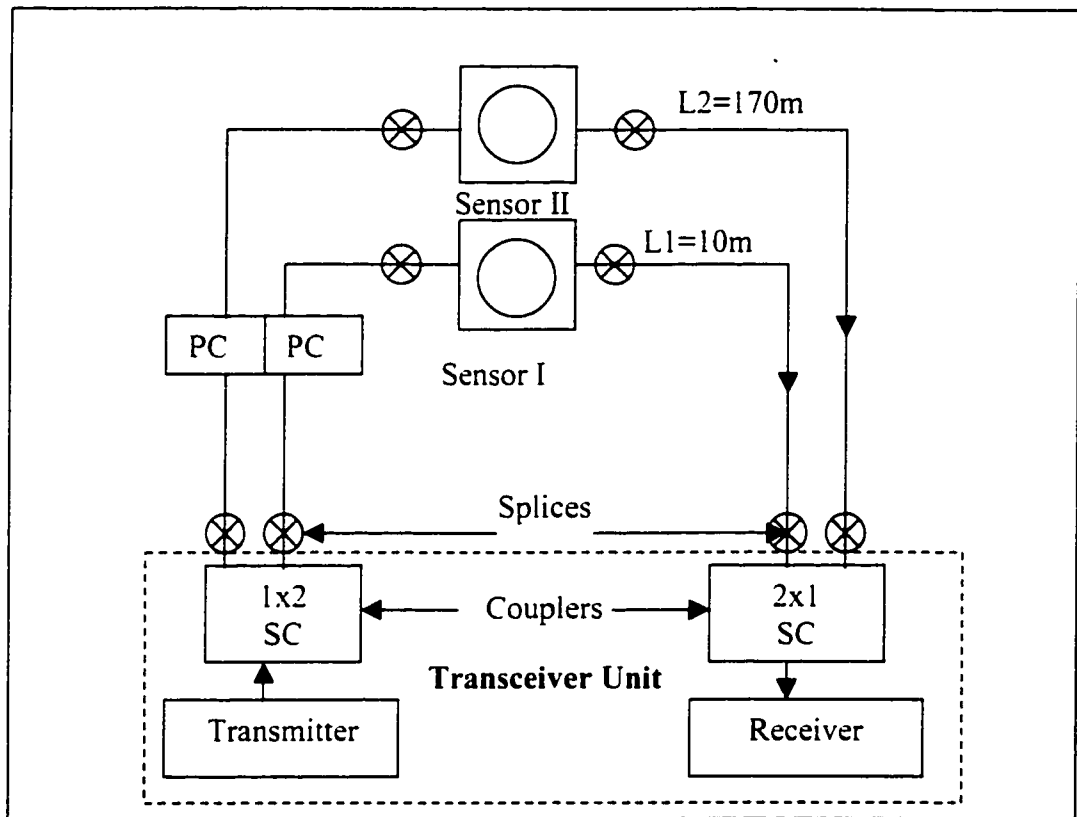 L2=170m
Sensor II
L1=10m
PC
PC
Sensor I
Splices
1x2
SC
Couplers
2x1
SC
Transceiver Unit
Transmitter
Receiver